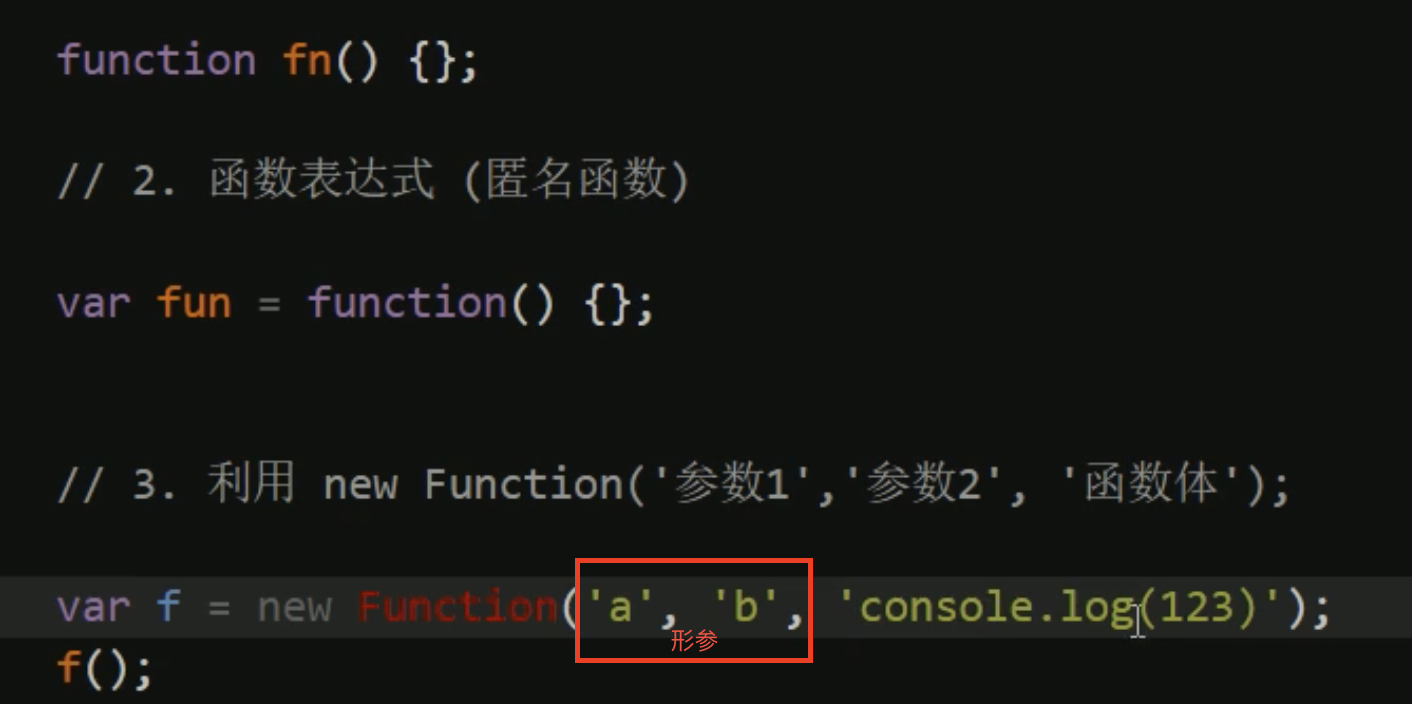 function fn() {};
// 2. 函数表达式 (匿名函数)
var fun = function() {};
// 3. 利用 new Function('参数1','参数2', '函数体');
var f = new Function('a', 'b', 'console.log(123)');
形参
f();